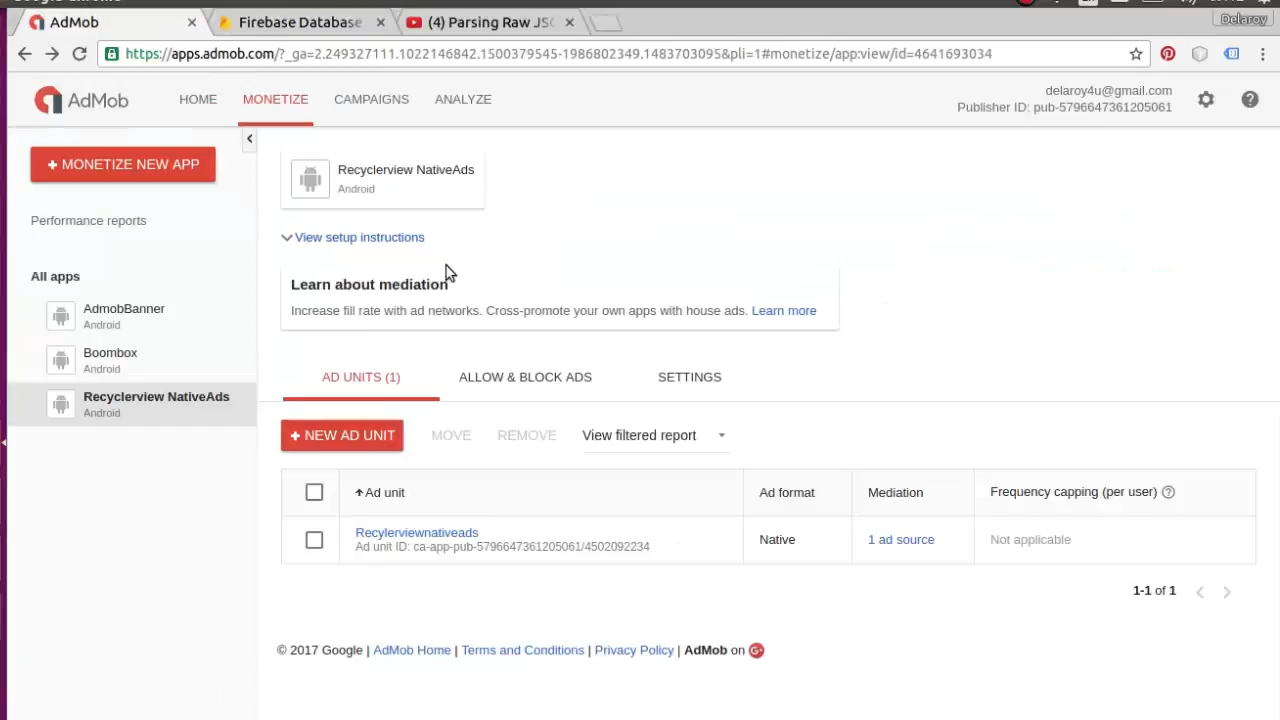 AdMob
Firebase Database
(4) Parsing Raw JSO
Delaroy
https://apps.admob.com/?_ga=2.249327111.1022146842.1500379545-1986802349.1483703095&pli=1#monetize/app:view/id=4641693034
AdMob
HOME
MONETIZE
CAMPAIGNS
ANALYZE
delaroy4u@gmail.com
Publisher ID: pub-5796647361205061
+ MONETIZE NEW APP
Performance reports
All apps
AdmobBanner
Android
Boombox
Android
Recyclerview NativeAds
Android
Recyclerview NativeAds
Android
View setup instructions
Learn about mediation
Increase fill rate with ad networks. Cross-promote your own apps with house ads. Learn more
AD UNITS (1)
ALLOW & BLOCK ADS
SETTINGS
+ NEW AD UNIT
MOVE
REMOVE
View filtered report
Ad unit
Ad format
Mediation
Frequency capping (per user)
Recylerviewnativeads
Ad unit ID: ca-app-pub-5796647361205061/4502092234
Native
1 ad source
Not applicable
1-1 of 1
© 2017 Google | AdMob Home | Terms and Conditions | Privacy Policy | AdMob on